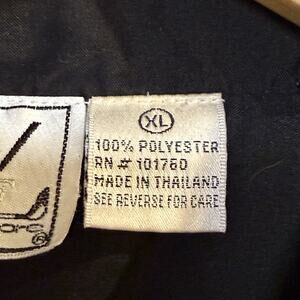 XL
100% POLYESTER
RN # 101760
MADE IN THAILAND
SEE REVERSE FOR CARE